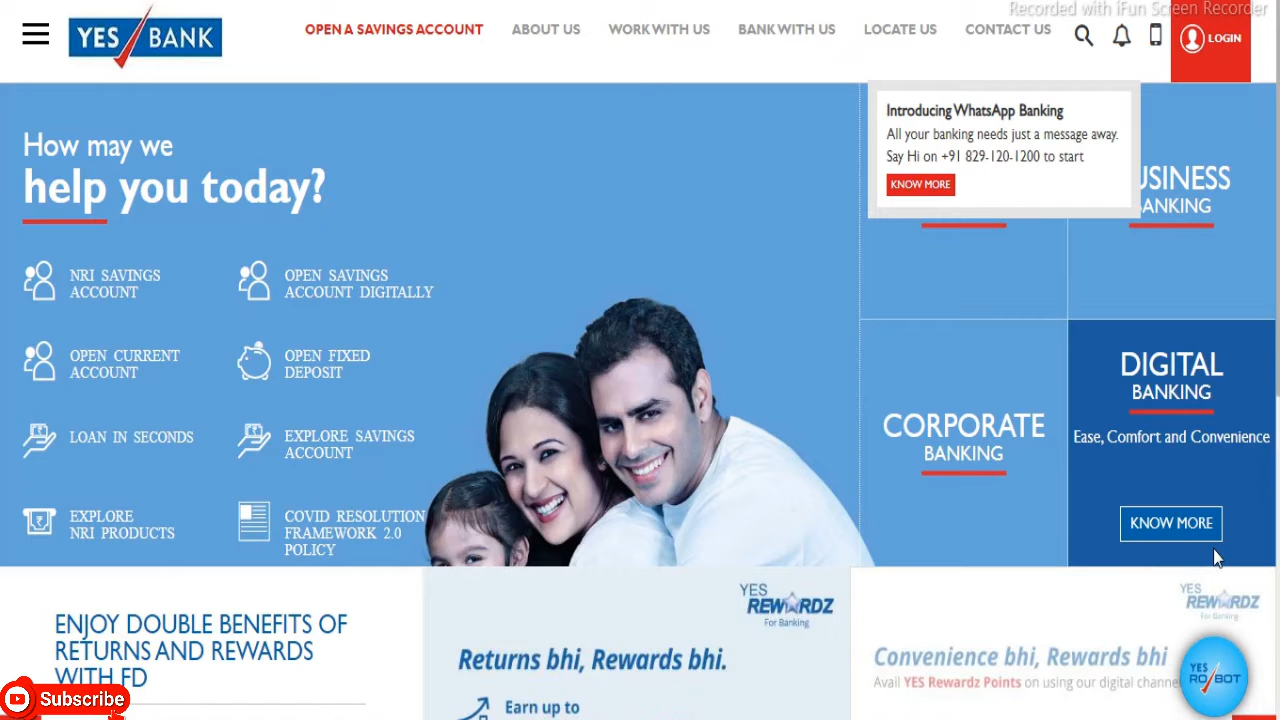 Recorded with iFun Screen Recorder
YES BANK
OPEN A SAVINGS ACCOUNT
ABOUT US
WORK WITH US
BANK WITH US
LOCATE US
CONTACT US
LOGIN
Introducing WhatsApp Banking
All your banking needs just a message away.
Say Hi on +91 829-120-1200 to start
KNOW MORE
How may we
help you today?
NRI SAVINGS
ACCOUNT
OPEN SAVINGS
ACCOUNT DIGITALLY
OPEN CURRENT
ACCOUNT
OPEN FIXED
DEPOSIT
LOAN IN SECONDS
EXPLORE SAVINGS
ACCOUNT
EXPLORE
NRI PRODUCTS
COVID RESOLUTION
FRAMEWORK 2.0
POLICY
CORPORATE
BANKING
DIGITAL
BANKING
Ease, Comfort and Convenience
KNOW MORE
ENJOY DOUBLE BENEFITS OF
RETURNS AND REWARDS
WITH FD
YES
REWARDZ
For Banking
Returns bhi, Rewards bhi.
Earn up to
YES
REWARDZ
For Banking
Convenience bhi, Rewards bhi
Avail YES Rewardz Points on using our digital
YES
ROBOT
Subscribe